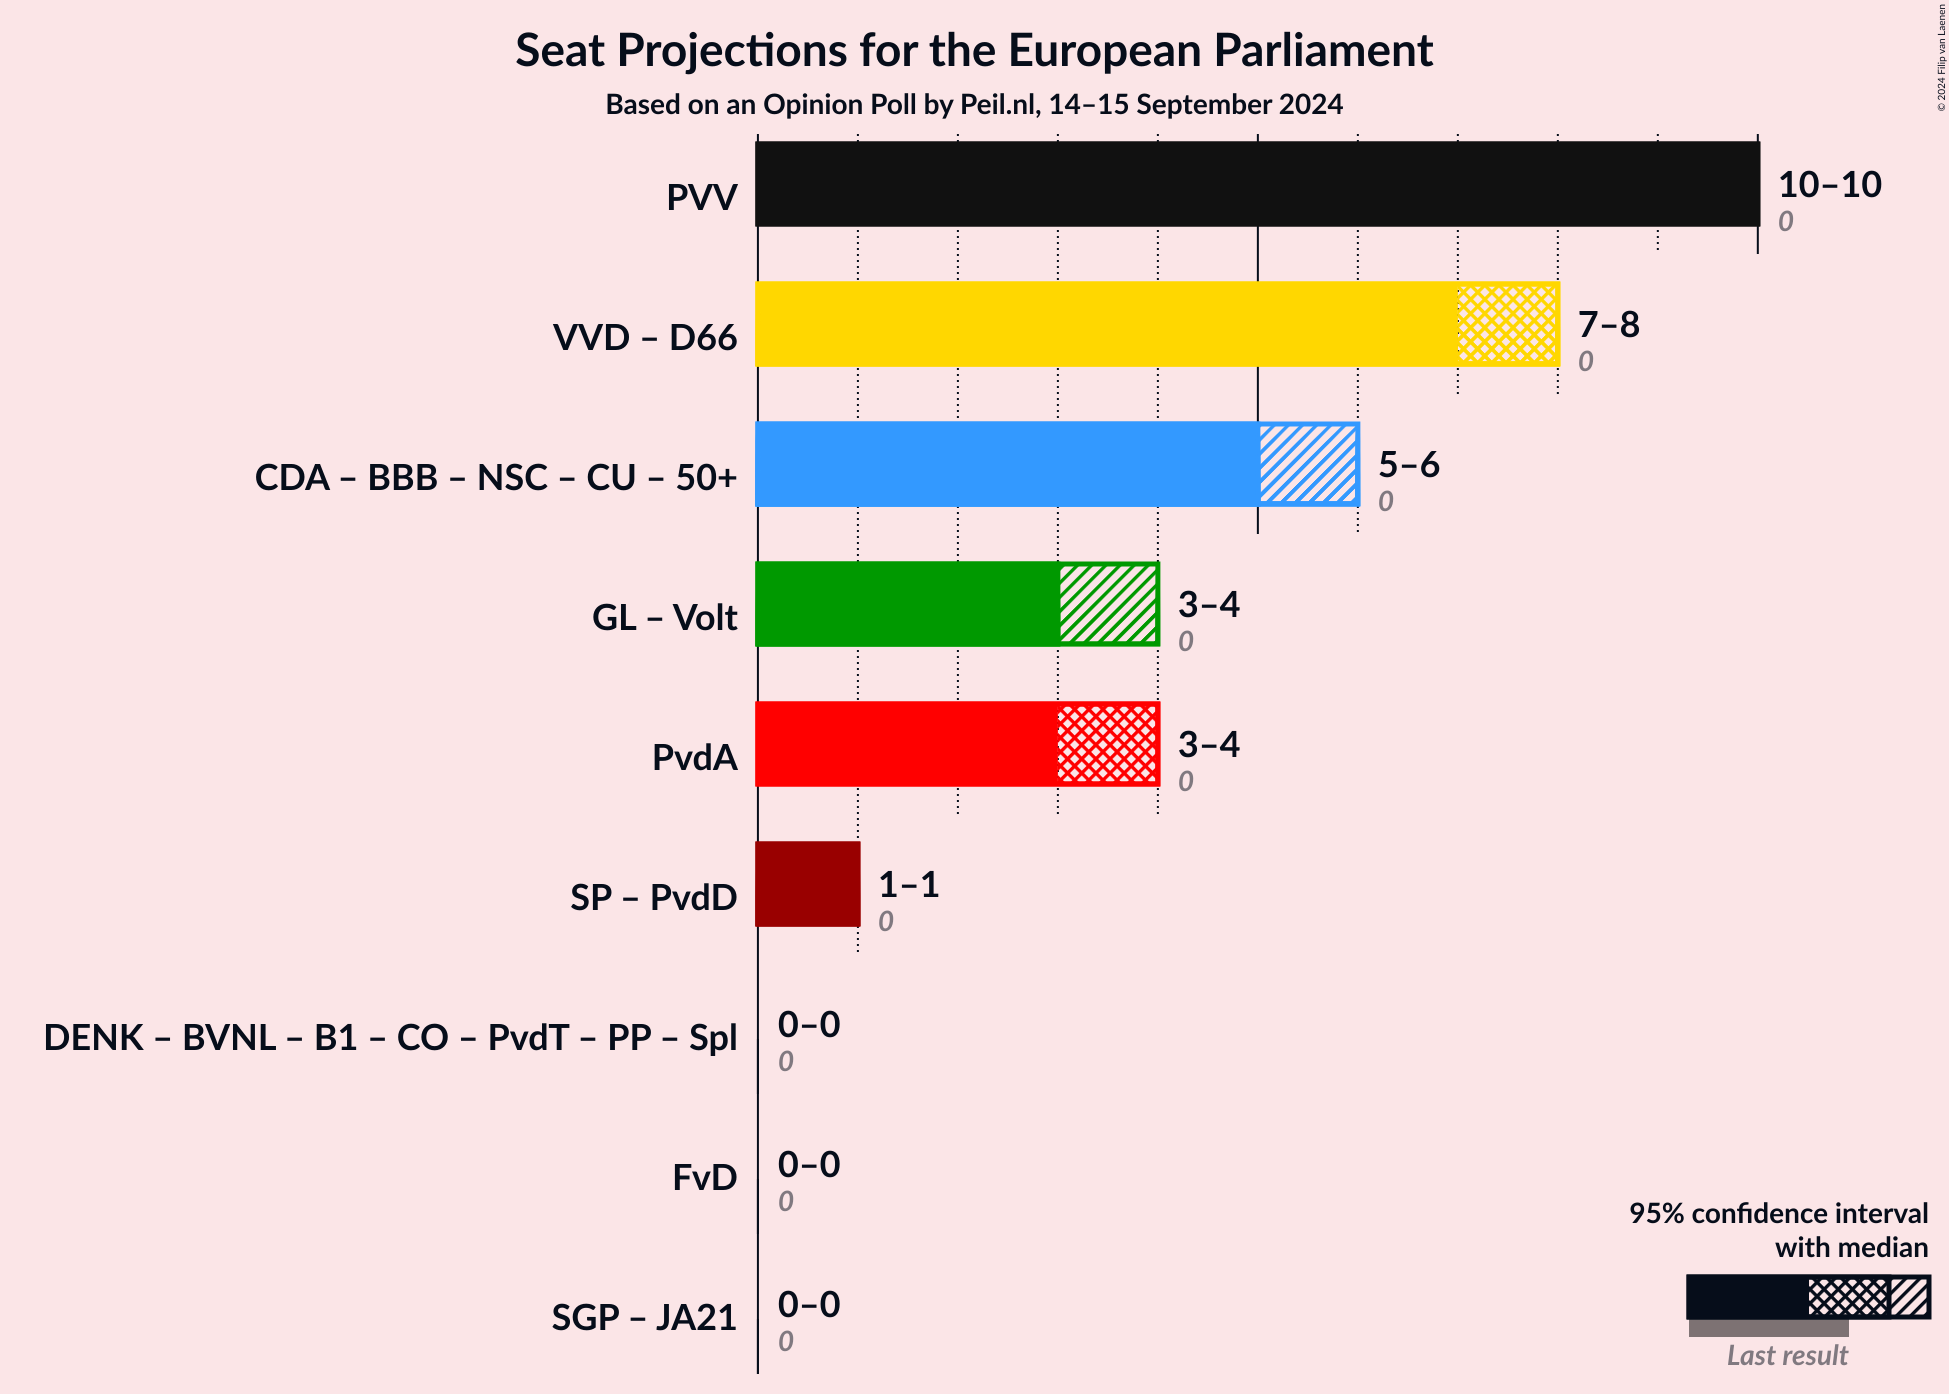 Seat Projections for the European Parliament
Based on an Opinion Poll by Peil.nl, 14–15 September 2024
© 2024 Filip van Laenen
PVV
10–10
0
VVD – D66
7–8
0
CDA – BBB – NSC – CU – 50+
5–6
0
GL – Volt
3–4
0
PvdA
3–4
0
SP – PvdD
1–1
0
DENK – BVNL – B1 – CO – PvdT – PP – Spl
0–0
0
FvD
0–0
0
SGP – JA21
0–0
0
95% confidence interval
with median
Last result